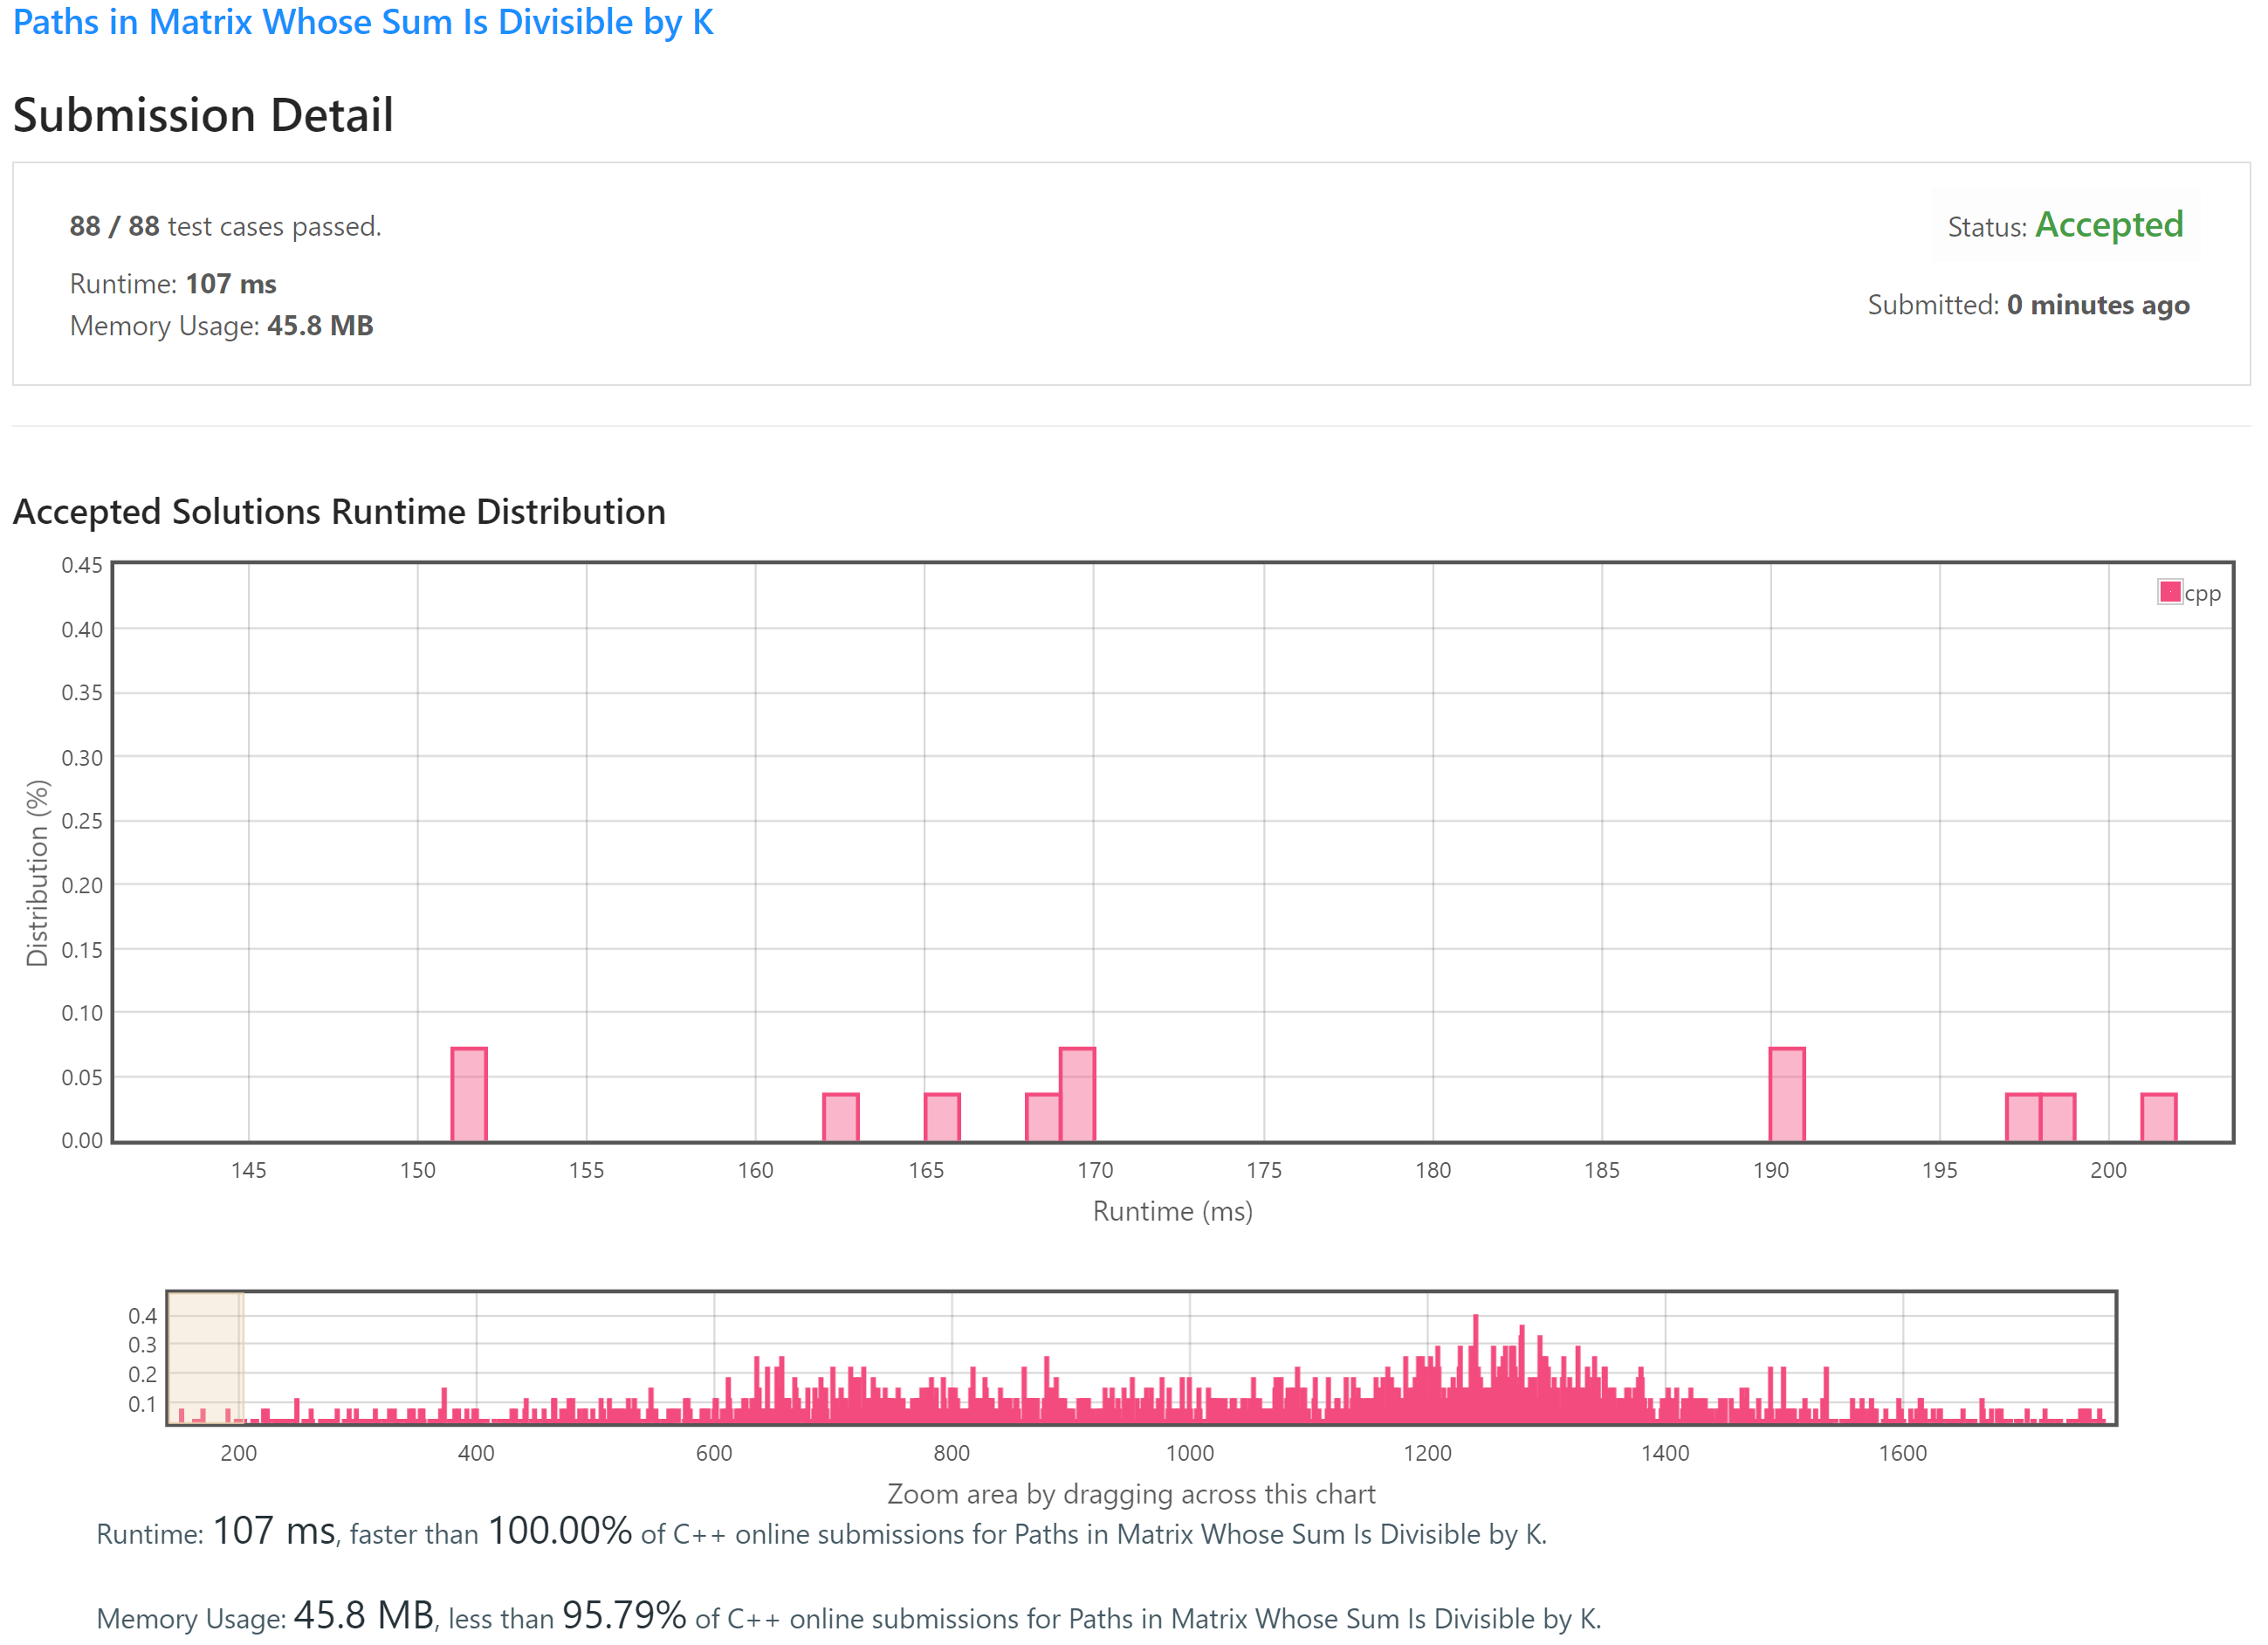 Paths in Matrix Whose Sum Is Divisible by K
Submission Detail
88 / 88 test cases passed.
Status: Accepted
Runtime: 107 ms
Submitted: 0 minutes ago
Memory Usage: 45.8 MB
Accepted Solutions Runtime Distribution
0.45
0.40
0.35
0.30
0.25
0.20
0.15
0.10
0.05
0.00
Distribution (%)
cpp
145 150 155 160 165 170 175 180 185 190 195 200
Runtime (ms)
0.4
0.3
0.2
0.1
200 400 600 800 1000 1200 1400 1600
Zoom area by dragging across this chart
Runtime: 107 ms, faster than 100.00% of C++ online submissions for Paths in Matrix Whose Sum Is Divisible by K.
Memory Usage: 45.8 MB, less than 95.79% of C++ online submissions for Paths in Matrix Whose Sum Is Divisible by K.